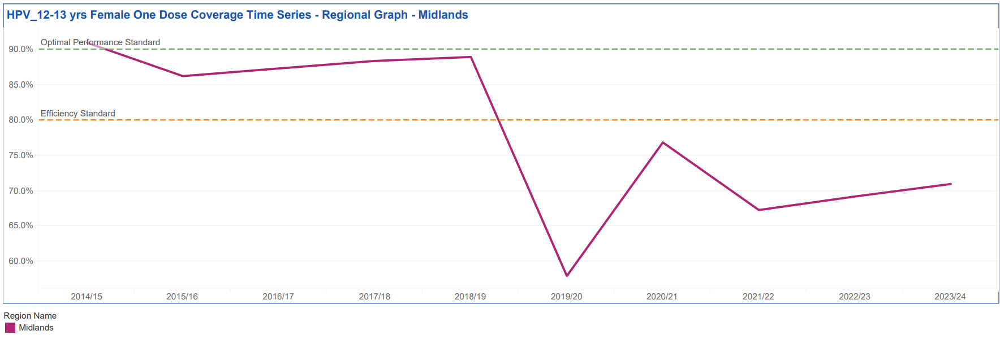 HPV_12-13 yrs Female One Dose Coverage Time Series - Regional Graph - Midlands
Optimal Performance Standard
90.0%
85.0%
Efficiency Standard
80.0%
75.0%
70.0%
65.0%
60.0%
2014/15 2015/16 2016/17 2017/18 2018/19 2019/20 2020/21 2021/22 2022/23 2023/24
Region Name
Midlands